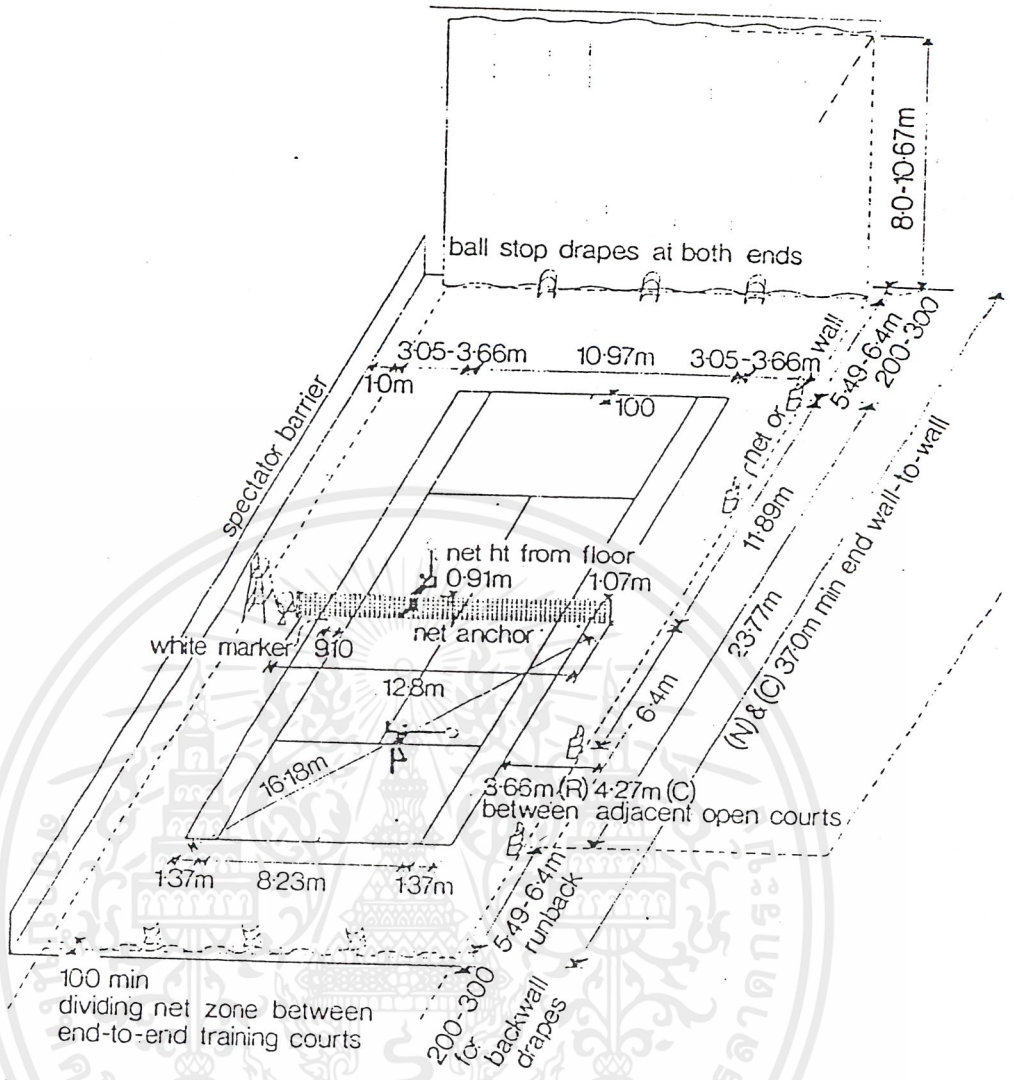 8·0-10·67m
ball stop drapes at both ends
3·05-3·66m
10·97m
3·05-3·66m
1·0m
100
net or wall
5·49-6·4m
200-300
spectator barrier
11·89m
23·77m
(N)&(C) 37·0m min end wall-to-wall
net ht from floor
0·91m
1·07m
white marker
910
net anchor
12·8m
6·4m
16·18m
3·66m (R) 4·27m (C)
between adjacent open courts
1·37m
8·23m
1·37m
5·49-6·4m
runback
100 min
dividing net zone between
end-to-end training courts
200-300
for
backwall
drapes